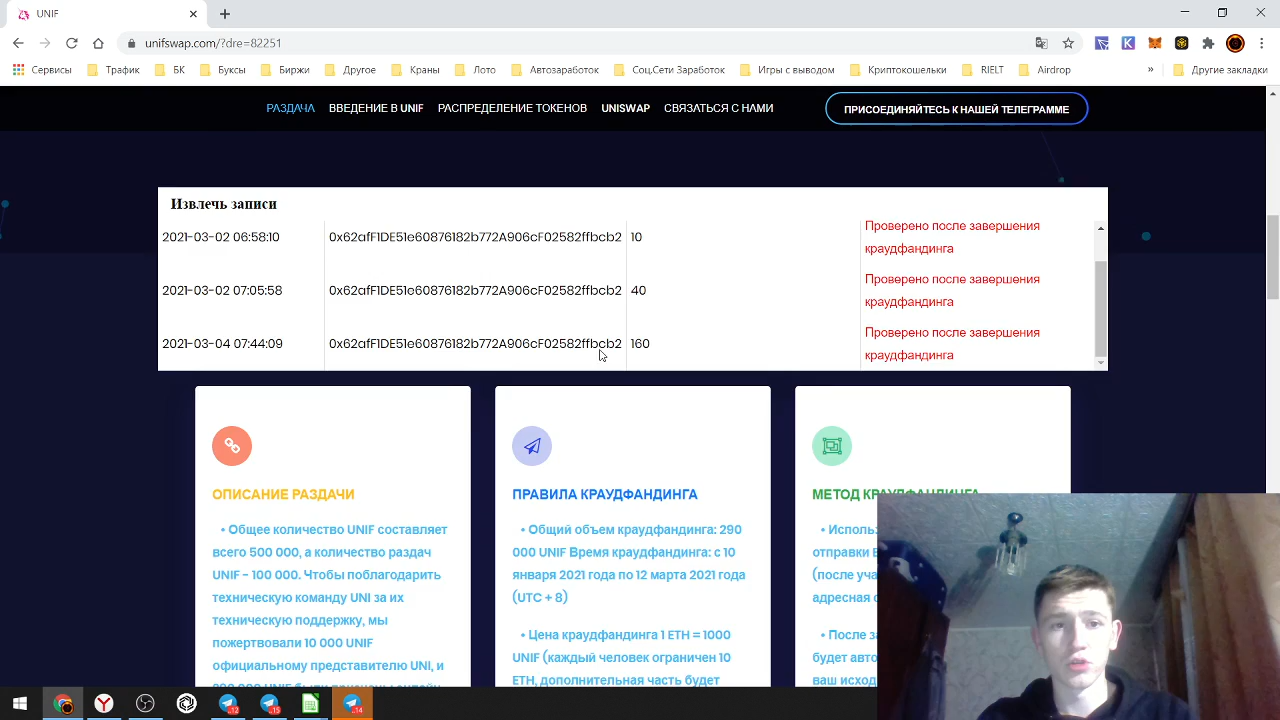 UNIF
unifswap.com/?dre=82251
Сервисы Трафик БК Буксы Биржи Другое Краны Лото Автозаработок Соц.Сети Заработок Игры с выводом Криптокошельки RIELT Airdrop » Другие закладки
РАЗДАЧА ВВЕДЕНИЕ В UNIF РАСПРЕДЕЛЕНИЕ ТОКЕНОВ UNISWAP СВЯЗАТЬСЯ С НАМИ ПРИСОЕДИНЯЙТЕСЬ К НАШЕЙ ТЕЛЕГРАММЕ
Извлечь записи
2021-03-02 06:58:10 0x62afF1DE51e60876182b772A906cF02582ffbcb2 10 Проверено после завершения
краудфандинга
2021-03-02 07:05:58 0x62afF1DE51e60876182b772A906cF02582ffbcb2 40 Проверено после завершения
краудфандинга
2021-03-04 07:44:09 0x62afF1DE51e60876182b772A906cF02582ffbcb2 160 Проверено после завершения
краудфандинга
ОПИСАНИЕ РАЗДАЧИ
• Общее количество UNIF составляет
всего 500 000, а количество раздач
UNIF - 100 000. Чтобы поблагодарить
техническую команду UNI за их
техническую поддержку, мы
пожертвовали 10 000 UNIF
официальному представителю UNI, и
ПРАВИЛА КРАУДФАНДИНГА
• Общий объем краудфандинга: 290
000 UNIF Время краудфандинга: с 10
января 2021 года по 12 марта 2021 года
(UTC + 8)
• Цена краудфандинга 1 ETH = 1000
UNIF (каждый человек ограничен 10
ETH, дополнительная часть будет
МЕТОД КРАУДФАНДИНГА
• Использ
отправки E
(после уча
адресная с
• После за
будет авто
ваш исход
12
15
14